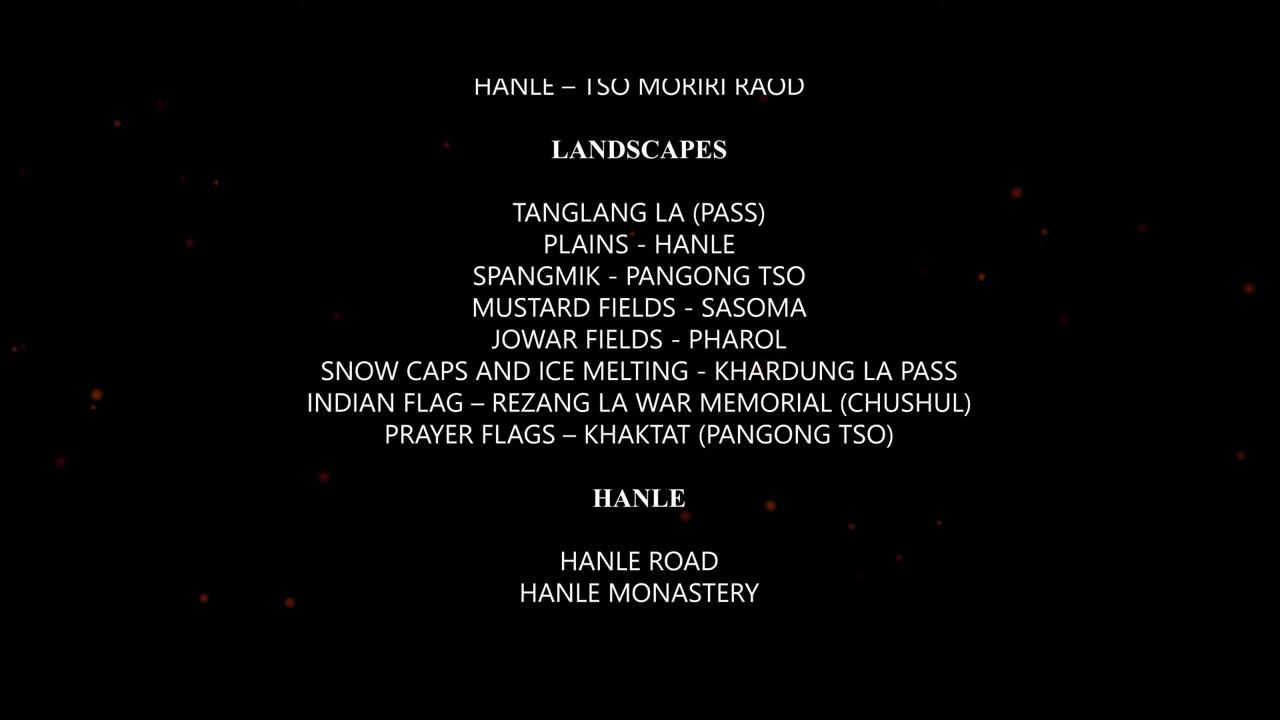 HANLE – TSO MORIRI RAOD
LANDSCAPES
TANGLANG LA (PASS)
PLAINS - HANLE
SPANGMIK - PANGONG TSO
MUSTARD FIELDS - SASOMA
JOWAR FIELDS - PHAROL
SNOW CAPS AND ICE MELTING - KHARDUNG LA PASS
INDIAN FLAG – REZANG LA WAR MEMORIAL (CHUSHUL)
PRAYER FLAGS – KHAKTAT (PANGONG TSO)
HANLE
HANLE ROAD
HANLE MONASTERY